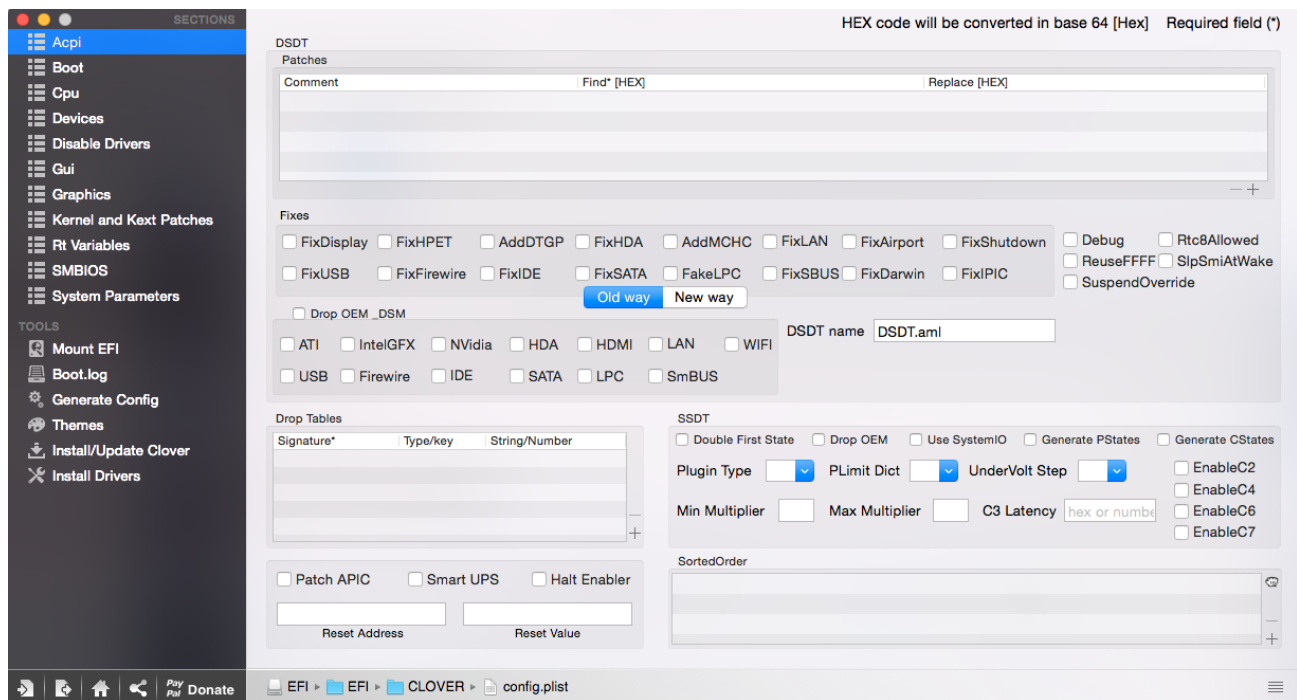 SECTIONS
Acpi
Boot
Cpu
Devices
Disable Drivers
Gui
Graphics
Kernel and Kext Patches
Rt Variables
SMBIOS
System Parameters
TOOLS
Mount EFI
Boot.log
Generate Config
Themes
Install/Update Clover
Install Drivers
Pay
Pal Donate
HEX code will be converted in base 64 [Hex] Required field (*)
DSDT
Patches
Comment Find* [HEX] Replace [HEX]
Fixes
FixDisplay FixHPET AddDTGP FixHDA AddMCHC FixLAN FixAirport FixShutdown Debug Rtc8Allowed
ReuseFFFF SlpSmiAtWake
FixUSB FixFirewire FixIDE FixSATA FakeLPC FixSBUS FixDarwin FixIPIC
SuspendOverride
Old way New way
Drop OEM _DSM
ATI IntelGFX NVidia HDA HDMI LAN WIFI
USB Firewire IDE SATA LPC SmBUS
DSDT name DSDT.aml
Drop Tables
Signature* Type/key String/Number
SSDT
Double First State Drop OEM Use SystemIO Generate PStates Generate CStates
Plugin Type PLimit Dict UnderVolt Step EnableC2
EnableC4
Min Multiplier Max Multiplier C3 Latency hex or numbe EnableC6
EnableC7
Patch APIC Smart UPS Halt Enabler
Reset Address Reset Value
SortedOrder
EFI EFI CLOVER config.plist